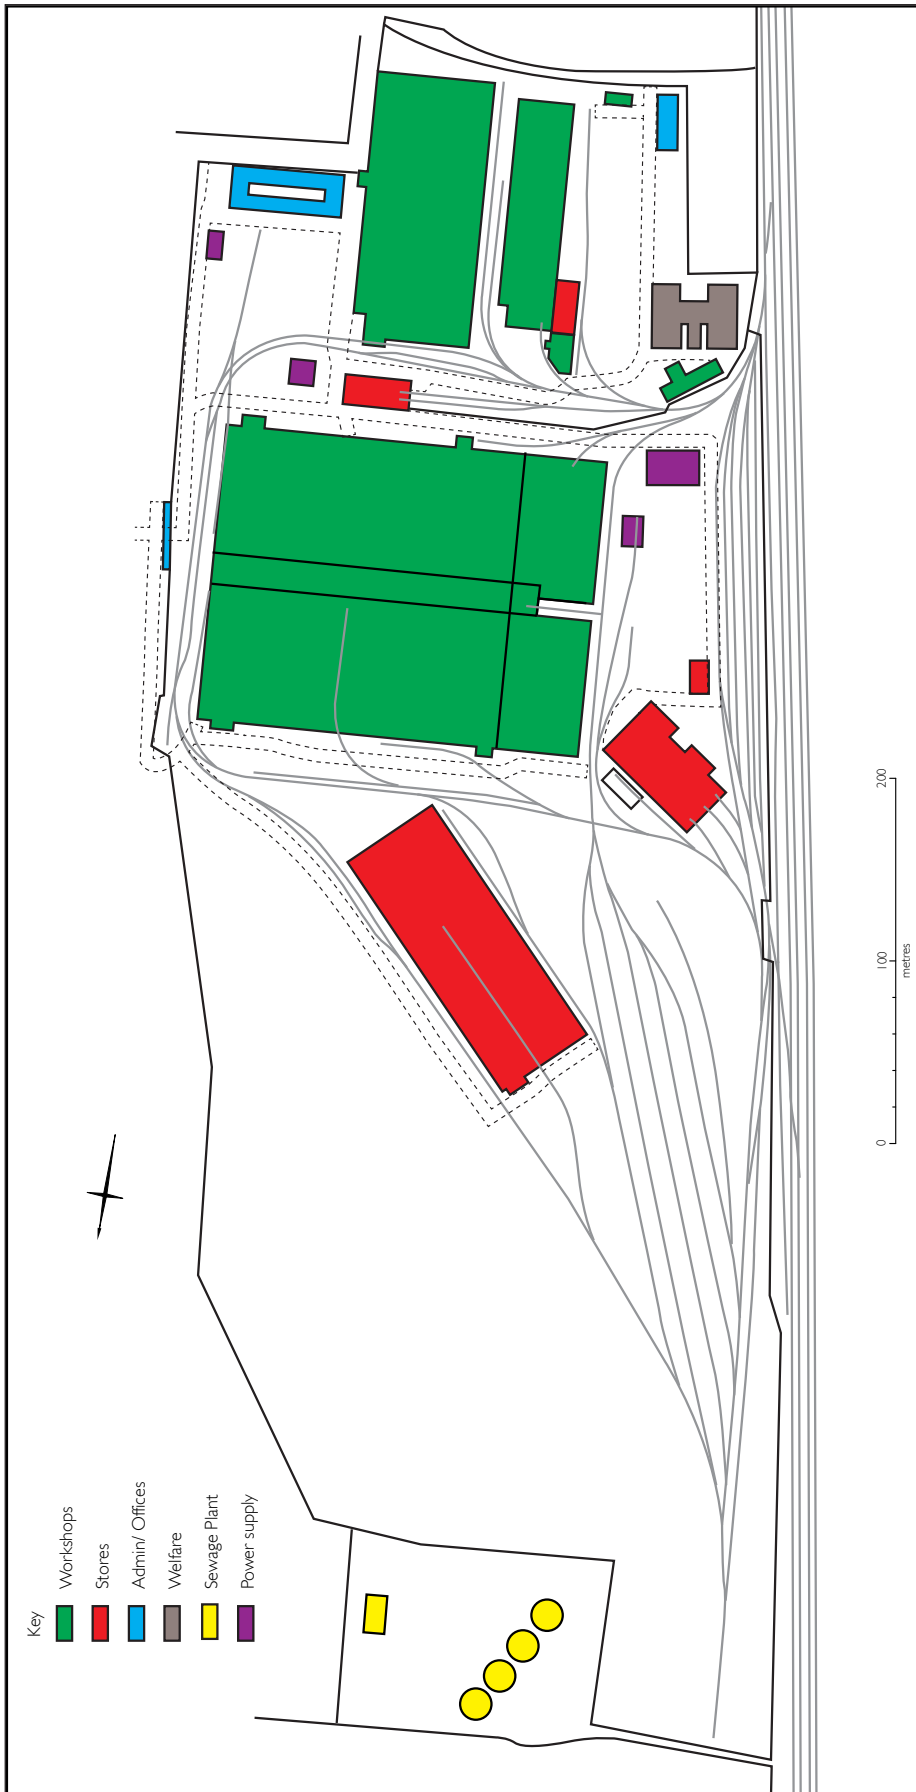 Key
Workshops
Stores
Admin/ Offices
Welfare
Sewage Plant
Power supply
0
100
200
metres